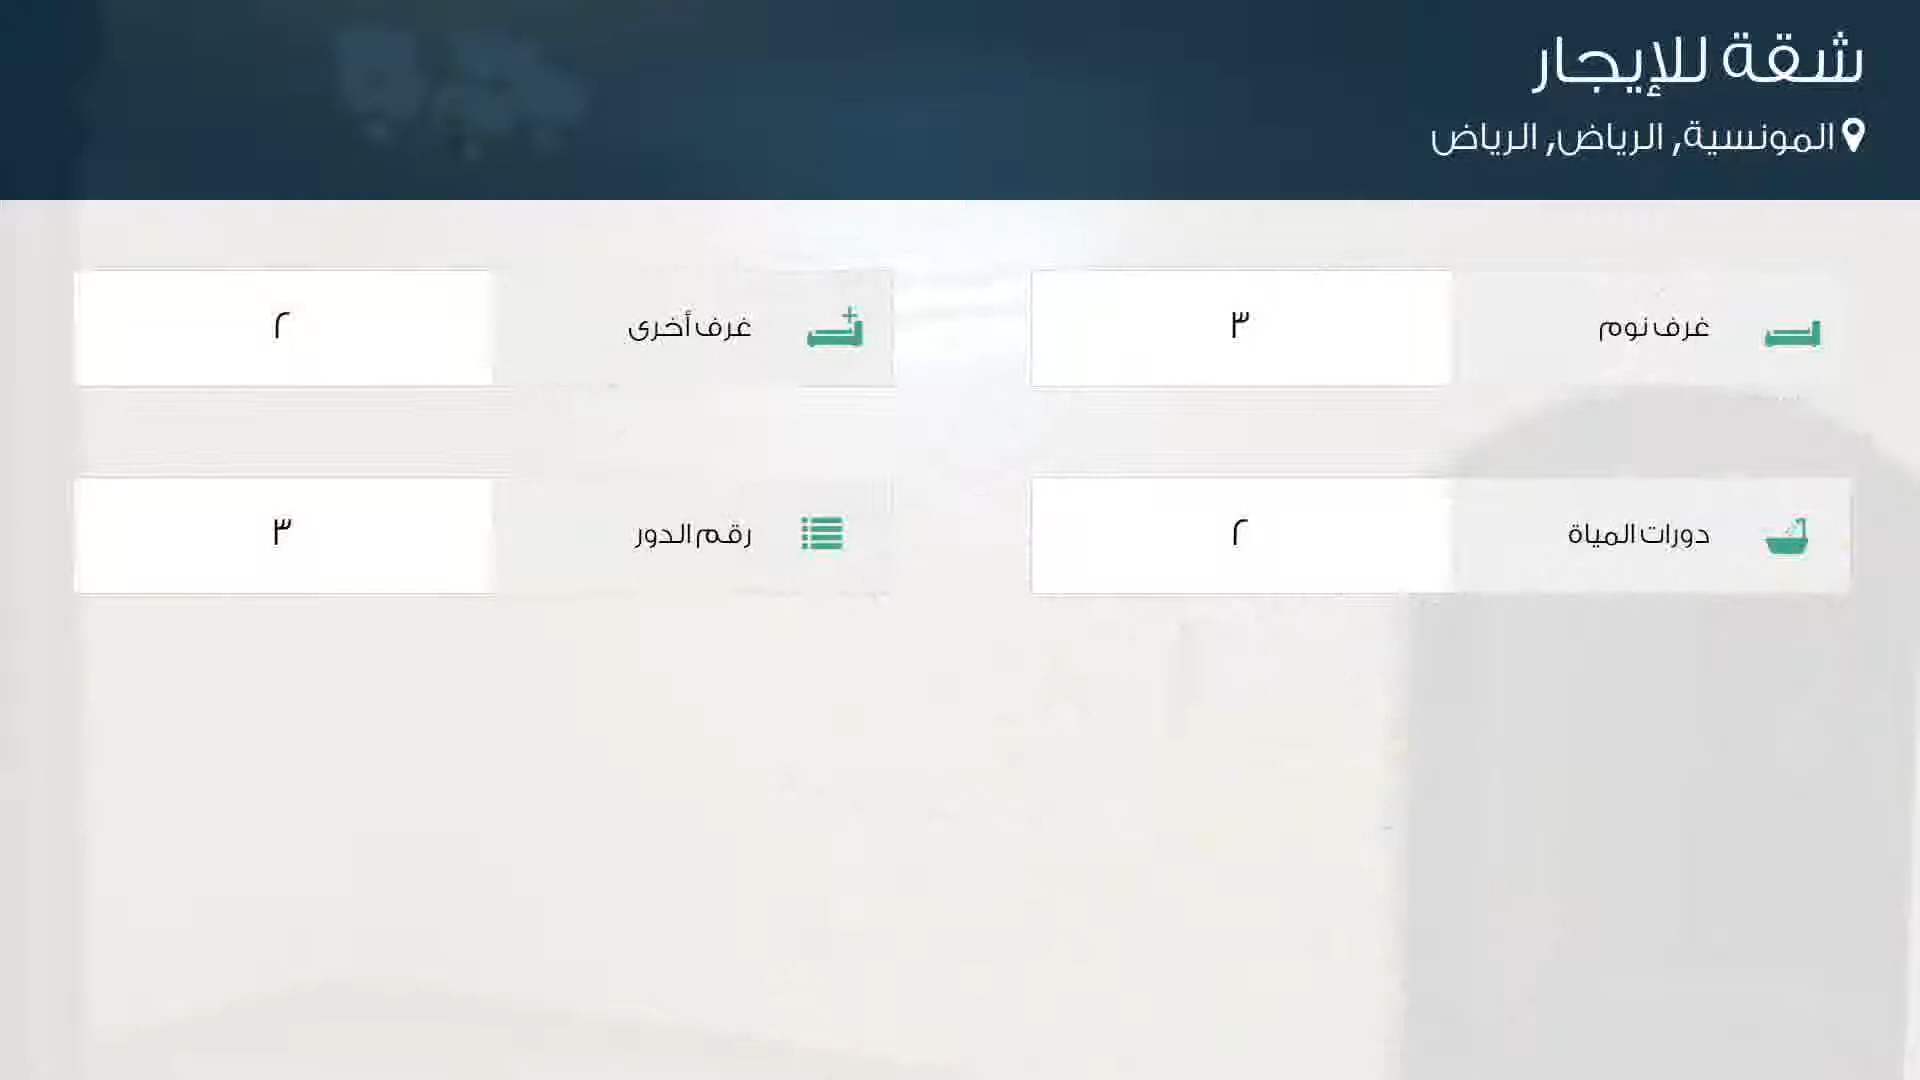 شقة للإيجار
المونسية, الرياض, الرياض
غرف نوم ٣
غرف أخرى ٢
دورات المياة ٢
رقم الدور ٣